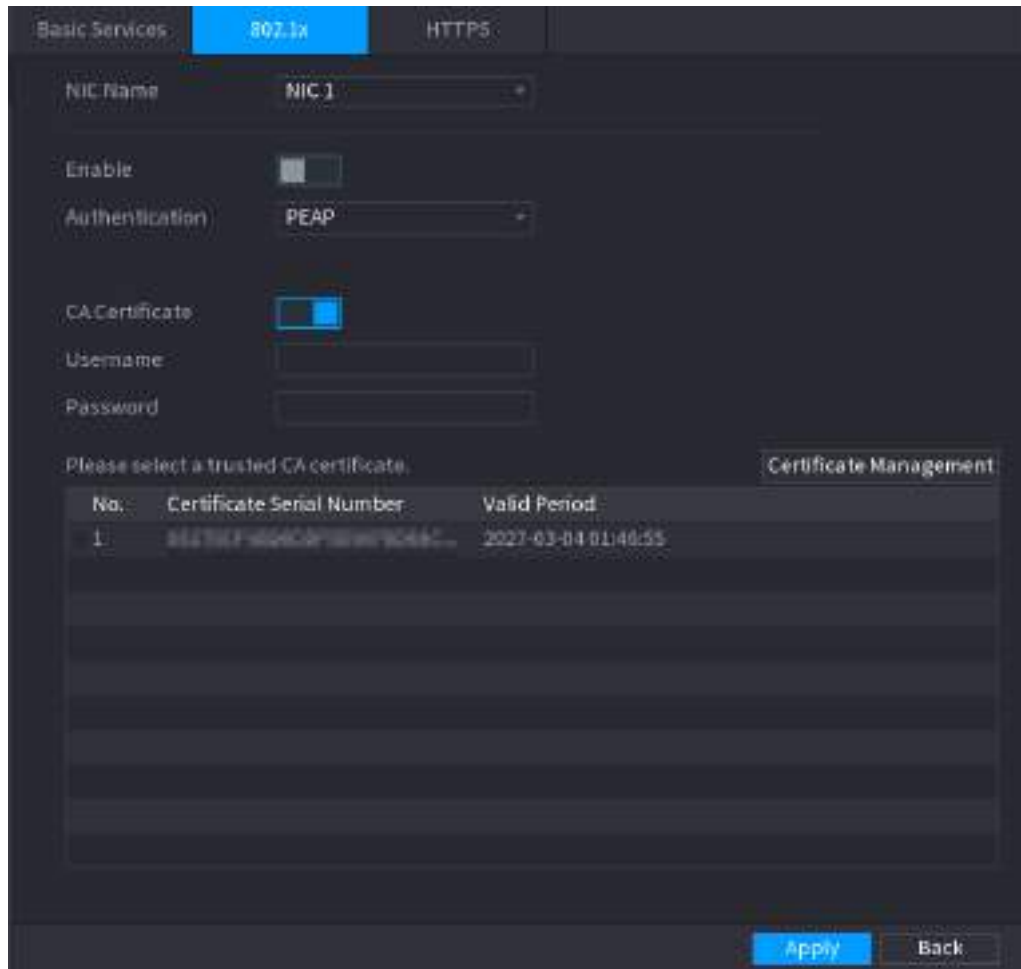 Basic Services 802.1x HTTPS
NIC Name NIC 1
Enable
Authentication PEAP
CA Certificate
Username
Password
Please select a trusted CA certificate. Certificate Management
No. Certificate Serial Number Valid Period
1 2027-03-04 01:46:55
Apply Back